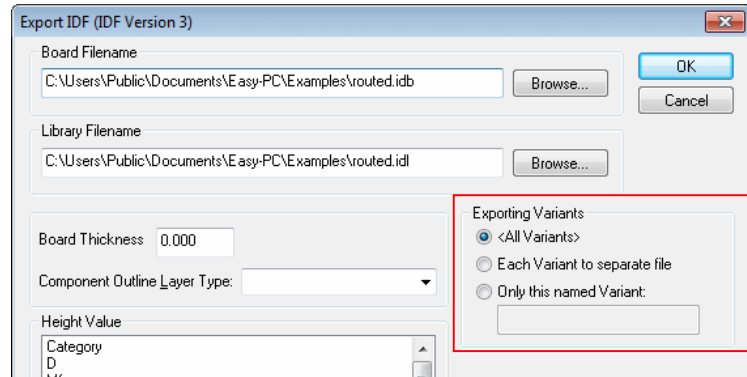 Export IDF (IDF Version 3)
Board Filename
C:\Users\Public\Documents\Easy-PC\Examples\routed.idb
Browse...
OK
Cancel
Library Filename
C:\Users\Public\Documents\Easy-PC\Examples\routed.idl
Browse...
Board Thickness 0.000
Component Outline Layer Type:
Exporting Variants
<All Variants>
Each Variant to separate file
Only this named Variant:
Height Value
Category
D